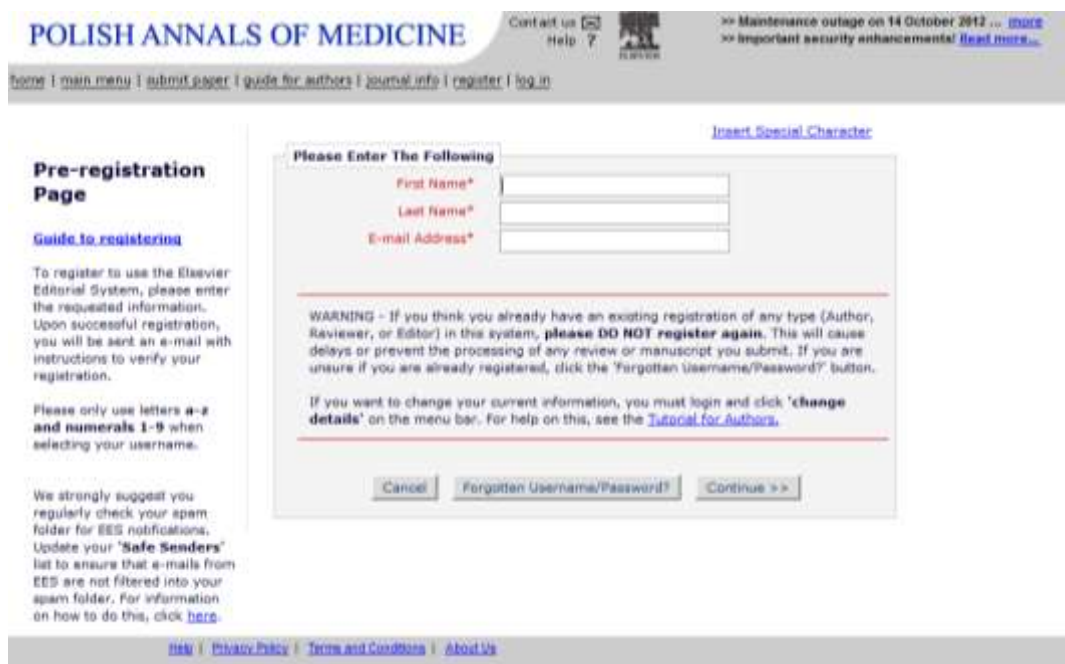 POLISH ANNALS OF MEDICINE
Contact us
Help ?
ELSEVIER
>> Maintenance outage on 14 October 2012 ... more
>> Important security enhancements! Read more...
home | main menu | submit paper | guide for authors | journal info | register | log in
Insert Special Character
Pre-registration
Page
Guide to registering
To register to use the Elsevier
Editorial System, please enter
the requested information.
Upon successful registration,
you will be sent an e-mail with
instructions to verify your
registration.
Please only use letters a-z
and numerals 1-9 when
selecting your username.
We strongly suggest you
regularly check your spam
folder for EES notifications.
Update your 'Safe Senders'
list to ensure that e-mails from
EES are not filtered into your
spam folder. For information
on how to do this, click here.
Please Enter The Following
First Name*
Last Name*
E-mail Address*
WARNING - If you think you already have an existing registration of any type (Author,
Reviewer, or Editor) in this system, please DO NOT register again. This will cause
delays or prevent the processing of any review or manuscript you submit. If you are
unsure if you are already registered, click the 'Forgotten Username/Password?' button.
If you want to change your current information, you must login and click 'change
details' on the menu bar. For help on this, see the Tutorial for Authors.
Cancel
Forgotten Username/Password?
Continue >>
Help | Privacy Policy | Terms and Conditions | About Us